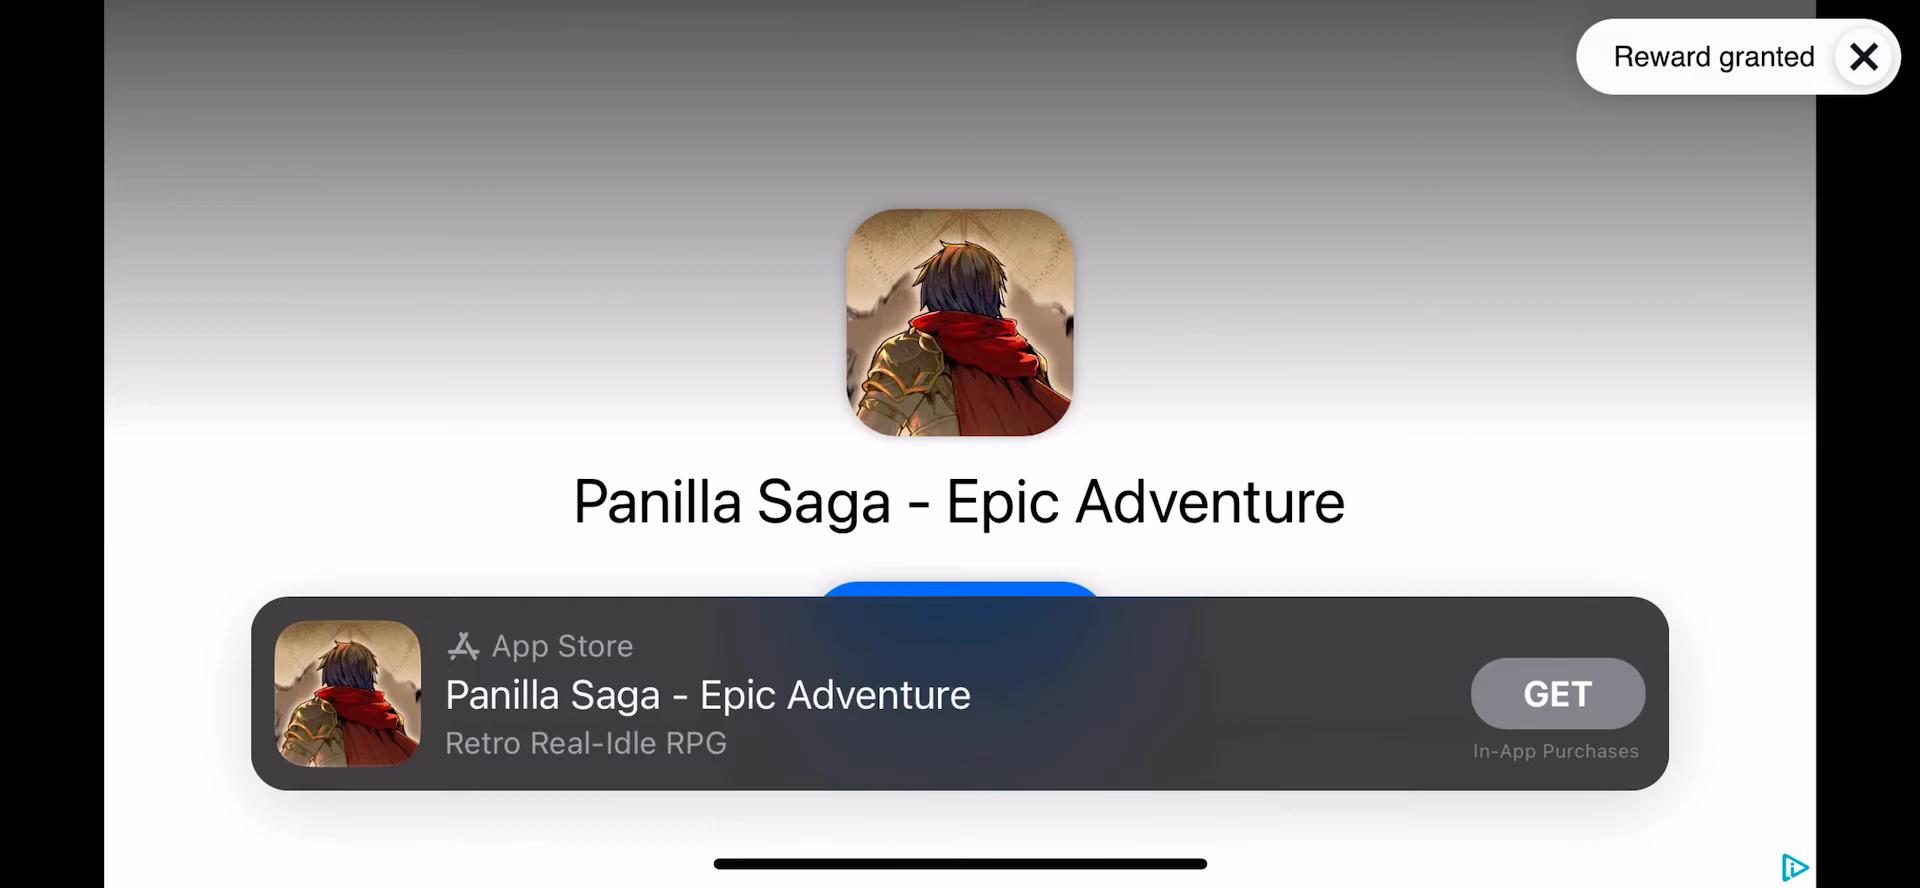 Reward granted
Panilla Saga - Epic Adventure
App Store
Panilla Saga - Epic Adventure
Retro Real-Idle RPG
GET
In-App Purchases